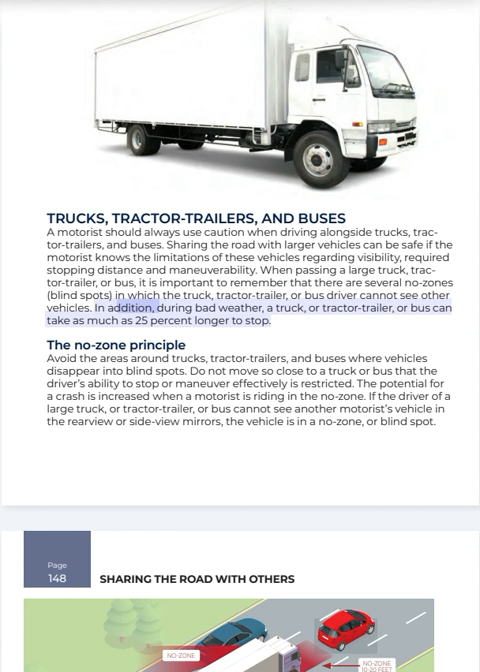 TRUCKS, TRACTOR-TRAILERS, AND BUSES
A motorist should always use caution when driving alongside trucks, trac-
tor-trailers, and buses. Sharing the road with larger vehicles can be safe if the
motorist knows the limitations of these vehicles regarding visibility, required
stopping distance and maneuverability. When passing a large truck, trac-
tor-trailer, or bus, it is important to remember that there are several no-zones
(blind spots) in which the truck, tractor-trailer, or bus driver cannot see other
vehicles. In addition, during bad weather, a truck, or tractor-trailer, or bus can
take as much as 25 percent longer to stop.
The no-zone principle
Avoid the areas around trucks, tractor-trailers, and buses where vehicles
disappear into blind spots. Do not move so close to a truck or bus that the
driver's ability to stop or maneuver effectively is restricted. The potential for
a crash is increased when a motorist is riding in the no-zone. If the driver of a
large truck, or tractor-trailer, or bus cannot see another motorist's vehicle in
the rearview or side-view mirrors, the vehicle is in a no-zone, or blind spot.
Page
148
SHARING THE ROAD WITH OTHERS
NO-ZONE
NO-ZONE
10-20 FEET